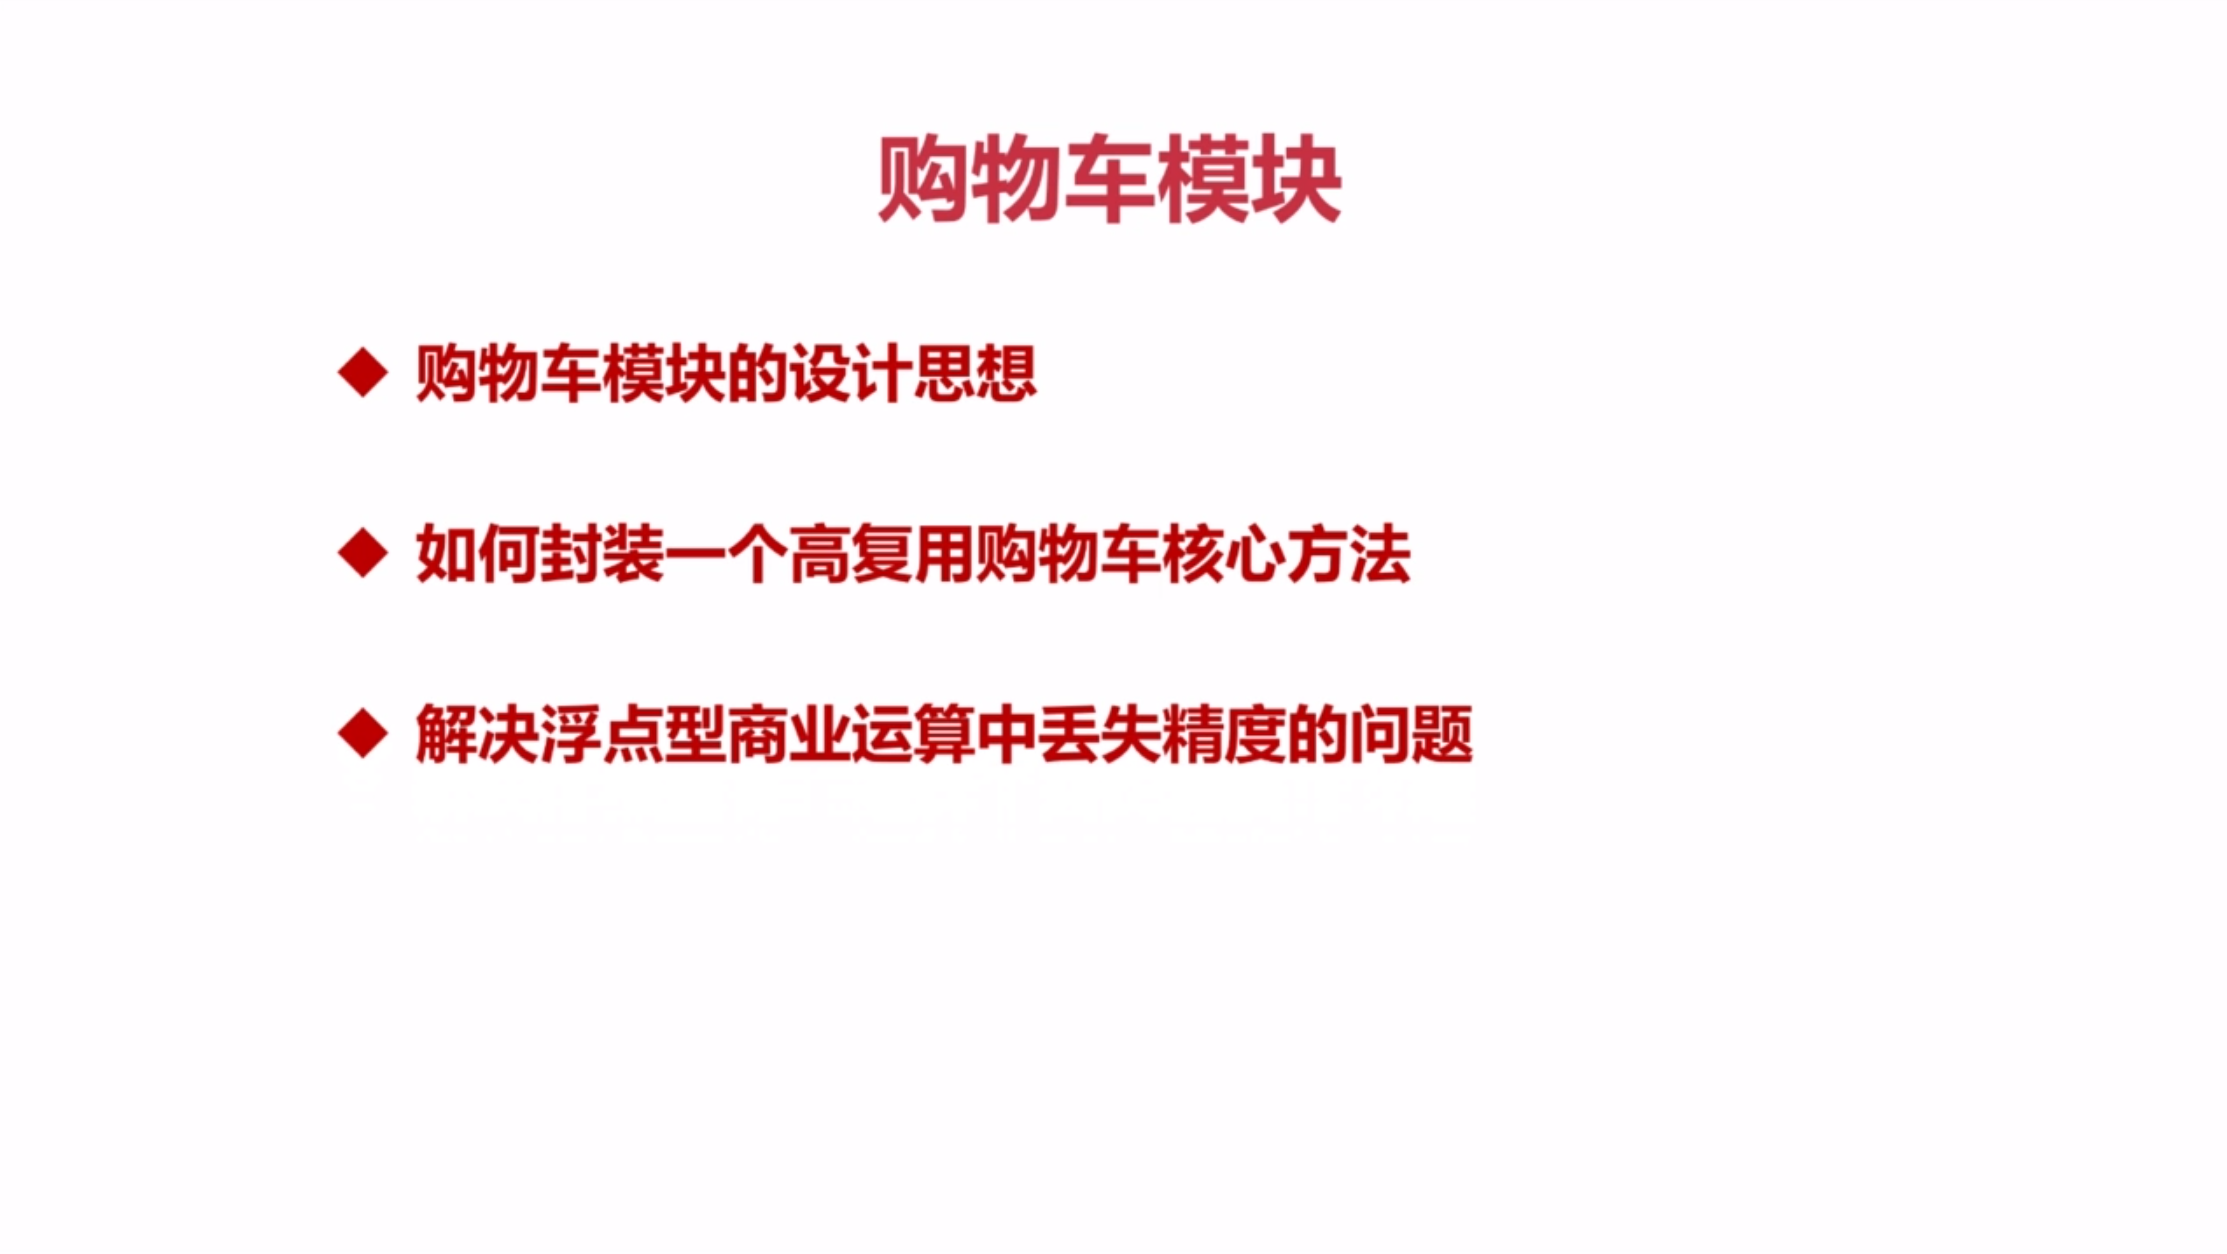 购物车模块
◆ 购物车模块的设计思想
◆ 如何封装一个高复用购物车核心方法
◆ 解决浮点型商业运算中丢失精度的问题